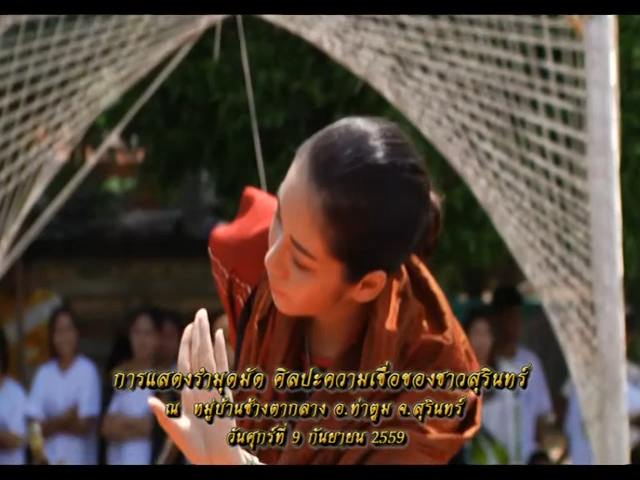 การแสดงรำมุดมัด ศิลปะความเชื่อของชาวสุรินทร์
ณ หมู่บ้านช้างตากลาง อ.ท่าตูม จ.สุรินทร์
วันศุกร์ที่ 9 กันยายน 2559